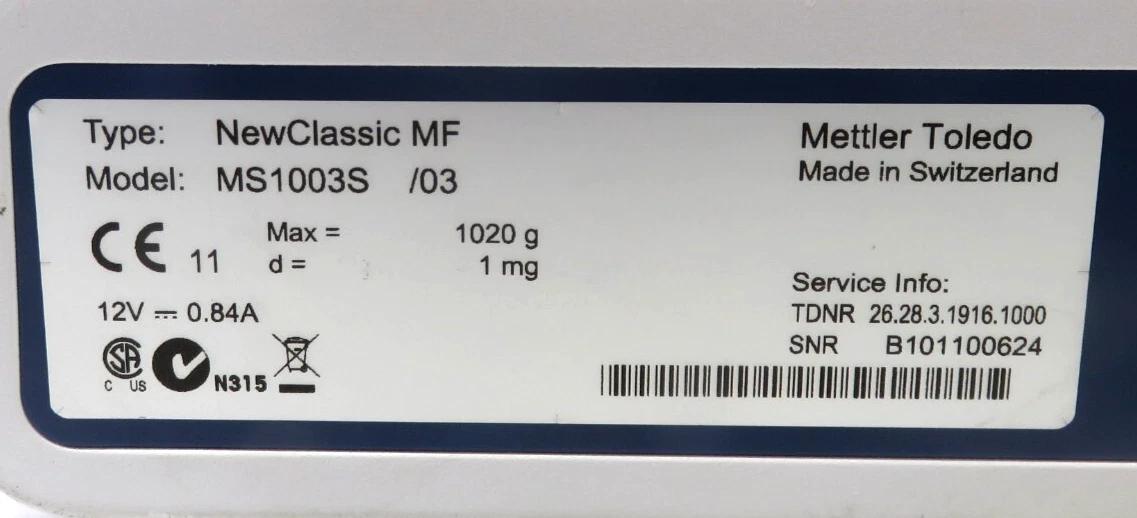 Type: NewClassic MF
Model: MS1003S /03
Mettler Toledo
Made in Switzerland
CE 11
Max = 1020 g
d = 1 mg
12V ⎓ 0.84A
Service Info:
TDNR 26.28.3.1916.1000
SNR B101100624
SA
C US
N315